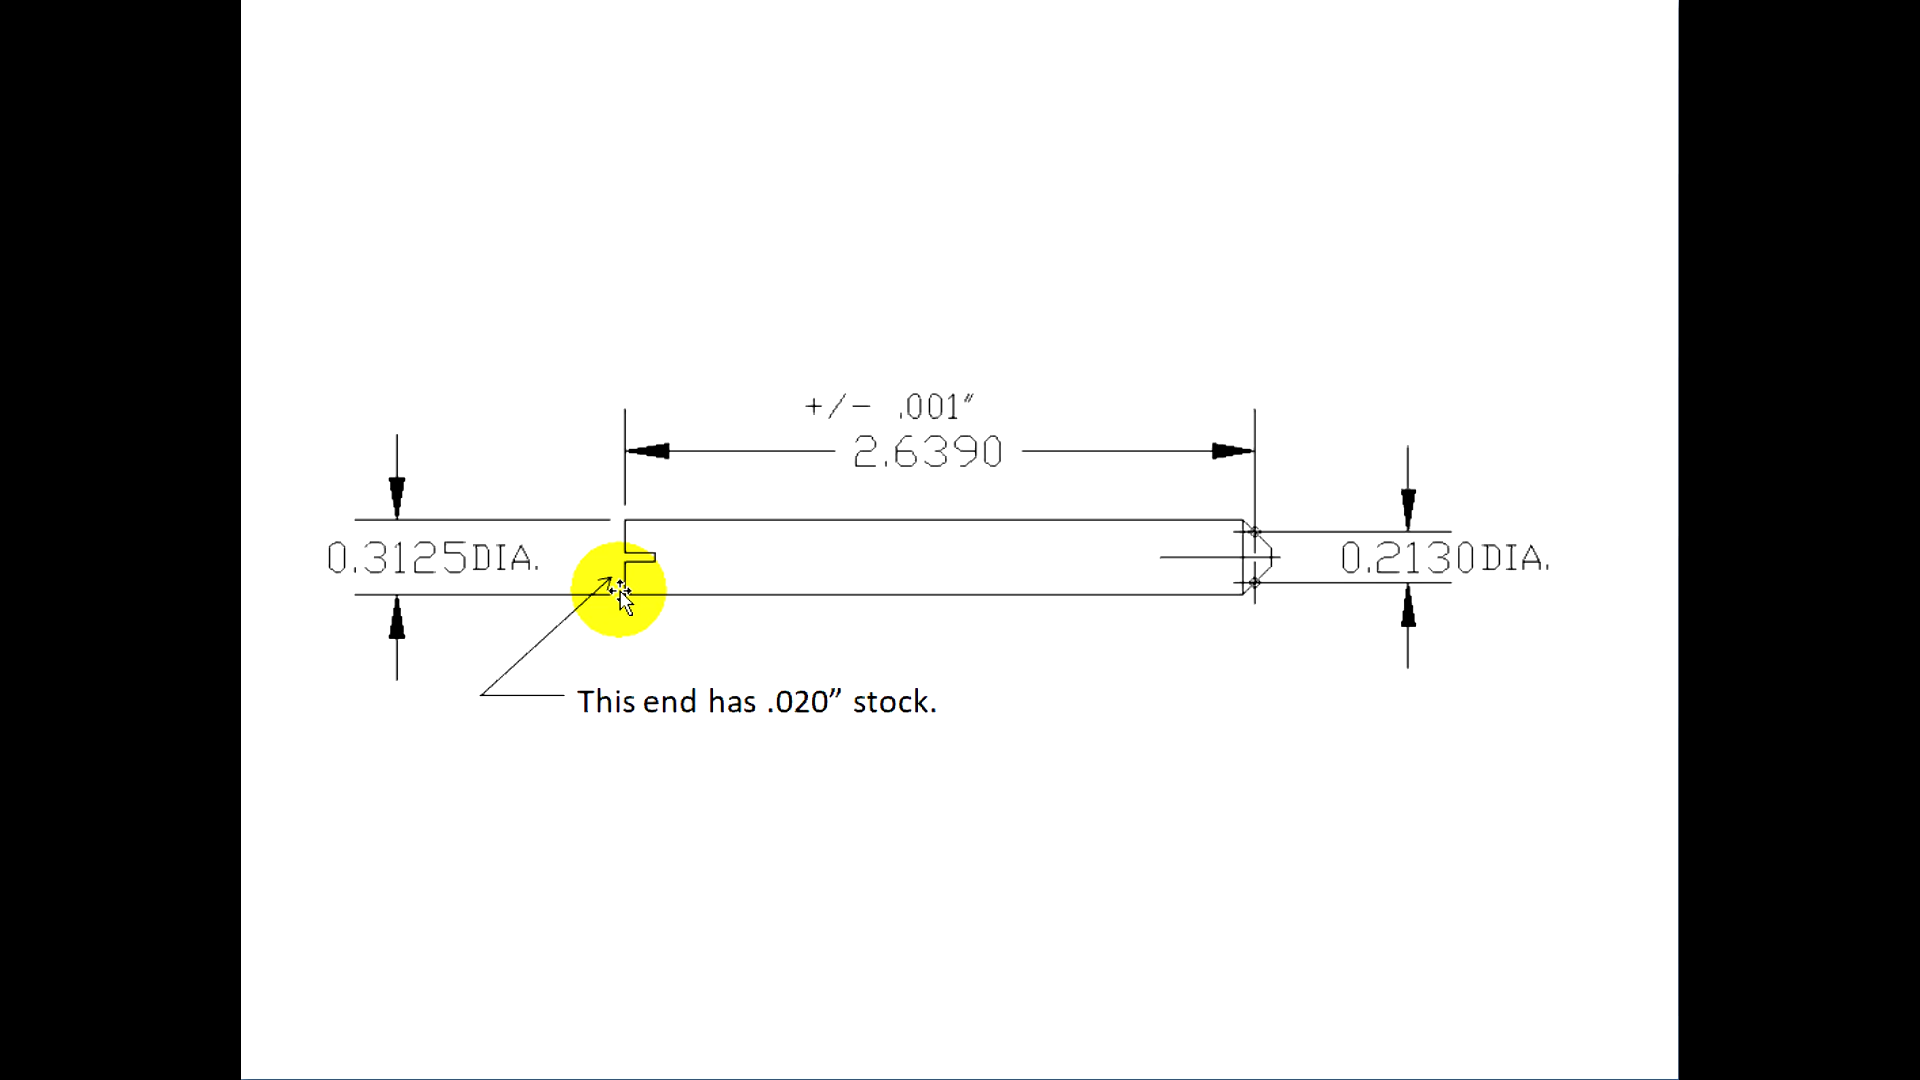 +/- .001"
2.6390
0.3125DIA.
0.2130DIA.
This end has .020” stock.